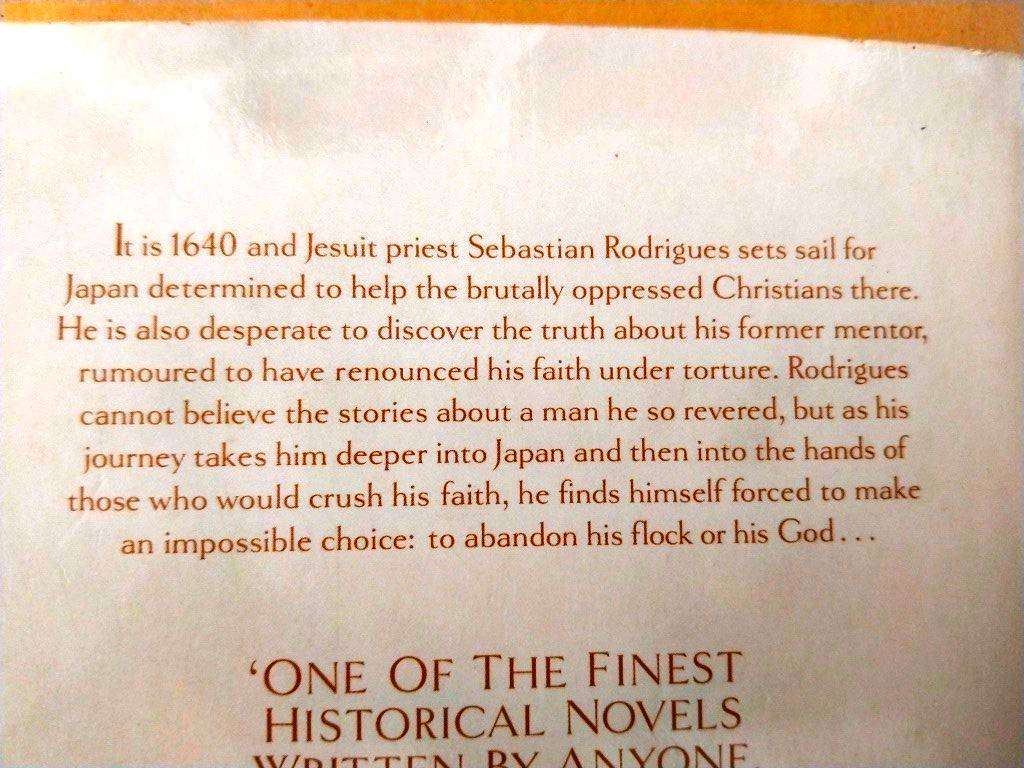 It is 1640 and Jesuit priest Sebastian Rodrigues sets sail for
Japan determined to help the brutally oppressed Christians there.
He is also desperate to discover the truth about his former mentor,
rumoured to have renounced his faith under torture. Rodrigues
cannot believe the stories about a man he so revered, but as his
journey takes him deeper into Japan and then into the hands of
those who would crush his faith, he finds himself forced to make
an impossible choice: to abandon his flock or his God...
‘ONE OF THE FINEST
HISTORICAL NOVELS
WRITTEN BY ANYONE,